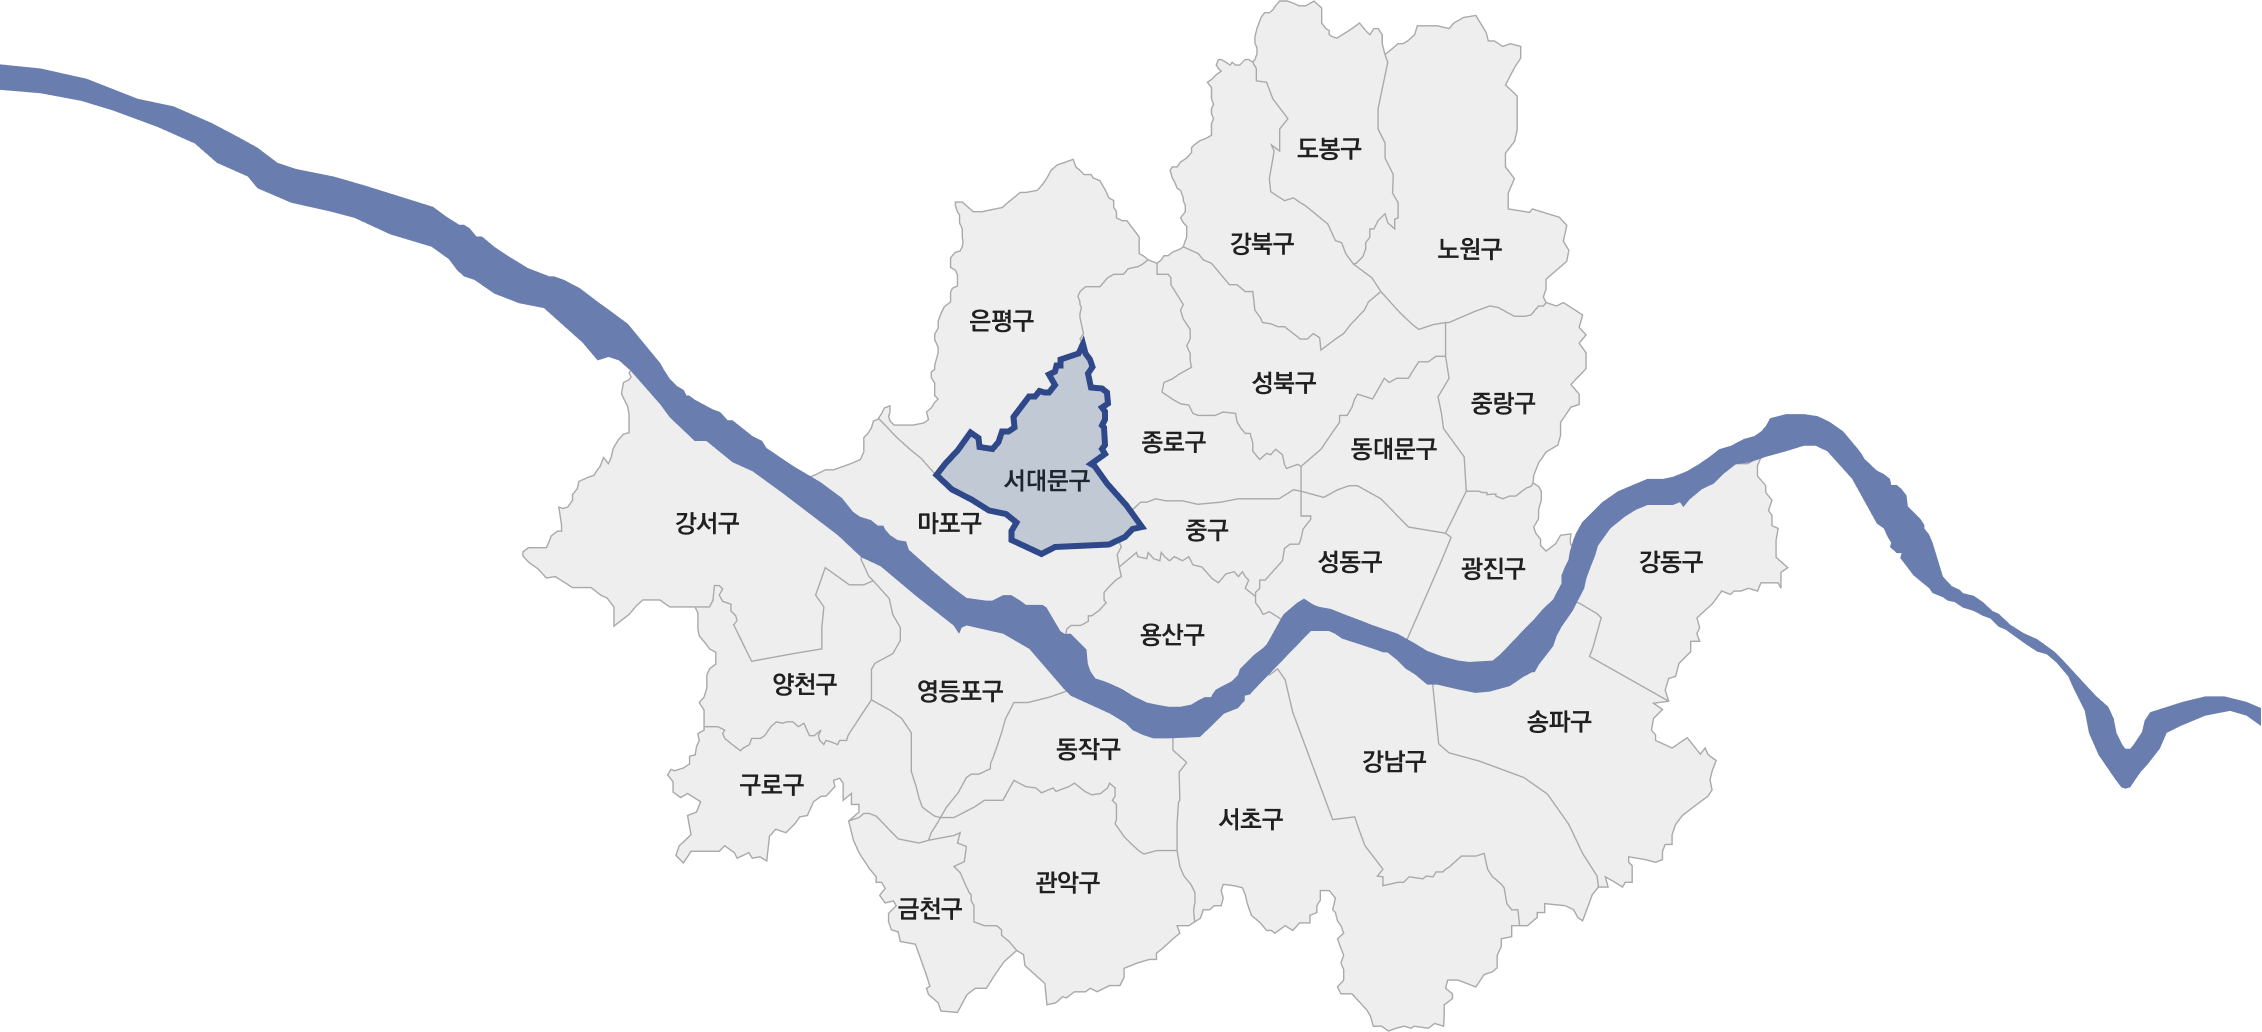 도봉구
강북구
노원구
은평구
성북구
중랑구
종로구
동대문구
서대문구
강서구
마포구
중구
성동구
광진구
강동구
용산구
양천구
영등포구
송파구
동작구
강남구
구로구
서초구
관악구
금천구